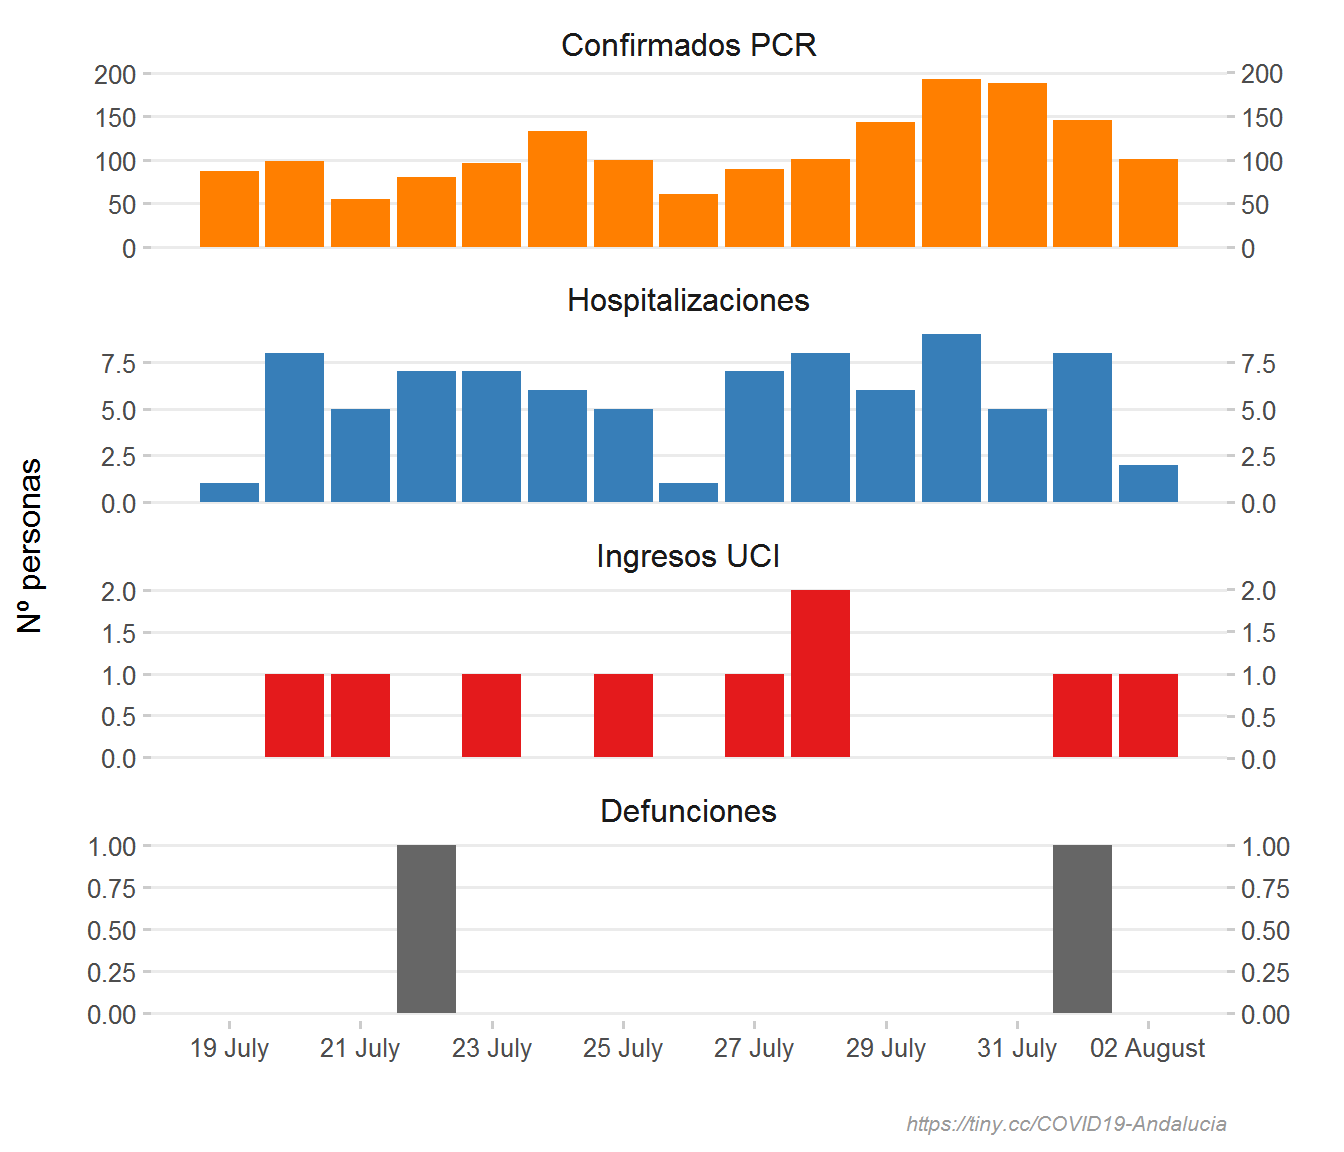 Confirmados PCR
200 200
150 150
100 100
50 50
0 0
Hospitalizaciones
7.5 7.5
5.0 5.0
2.5 2.5
0.0 0.0
Nº personas
Ingresos UCI
2.0 2.0
1.5 1.5
1.0 1.0
0.5 0.5
0.0 0.0
Defunciones
1.00 1.00
0.75 0.75
0.50 0.50
0.25 0.25
0.00 0.00
19 July 21 July 23 July 25 July 27 July 29 July 31 July 02 August
https://tiny.cc/COVID19-Andalucia